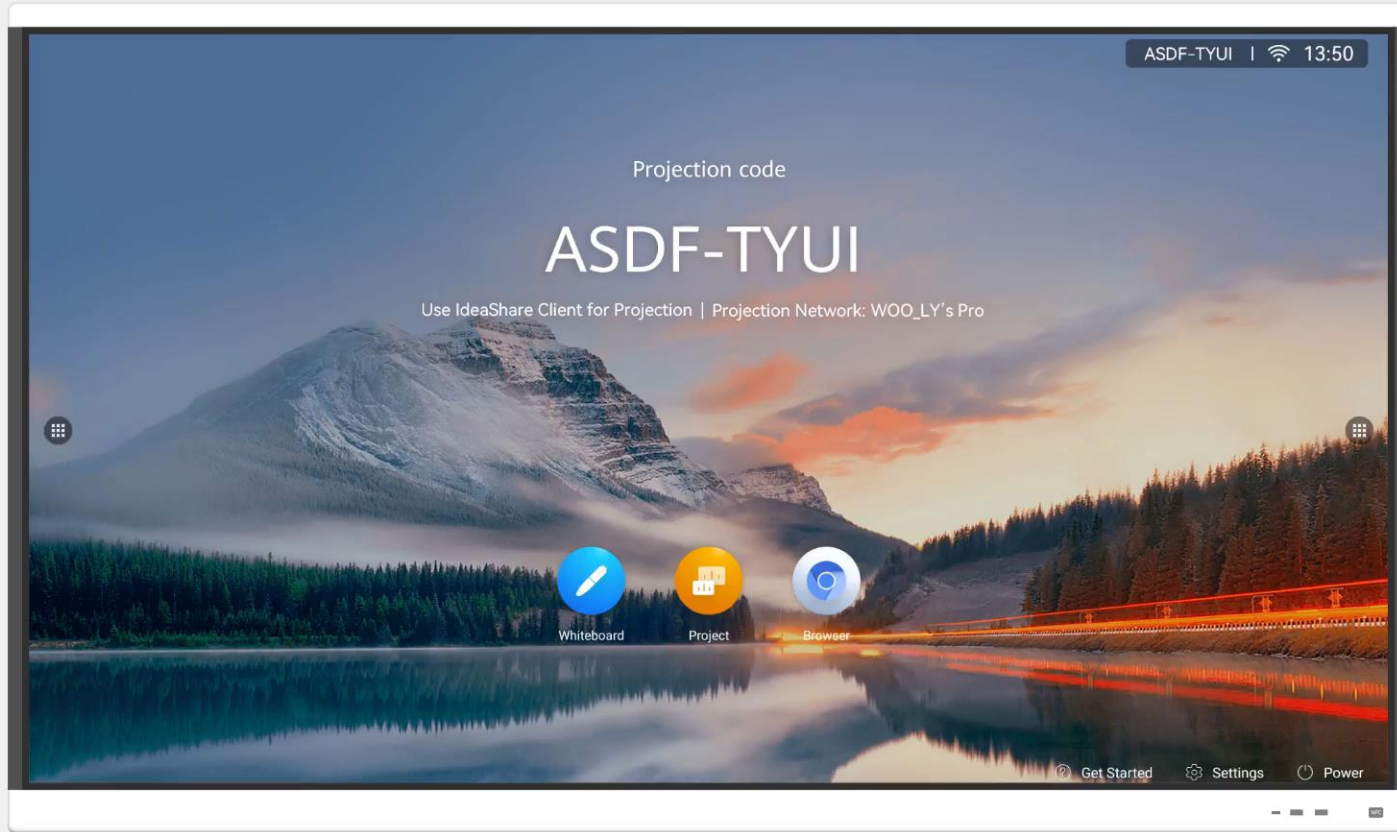 ASDF-TYUI | 13:50
Projection code
ASDF-TYUI
Use IdeaShare Client for Projection | Projection Network: WOO_LY's Pro
Whiteboard Project Browser
Get Started Settings Power
NFC